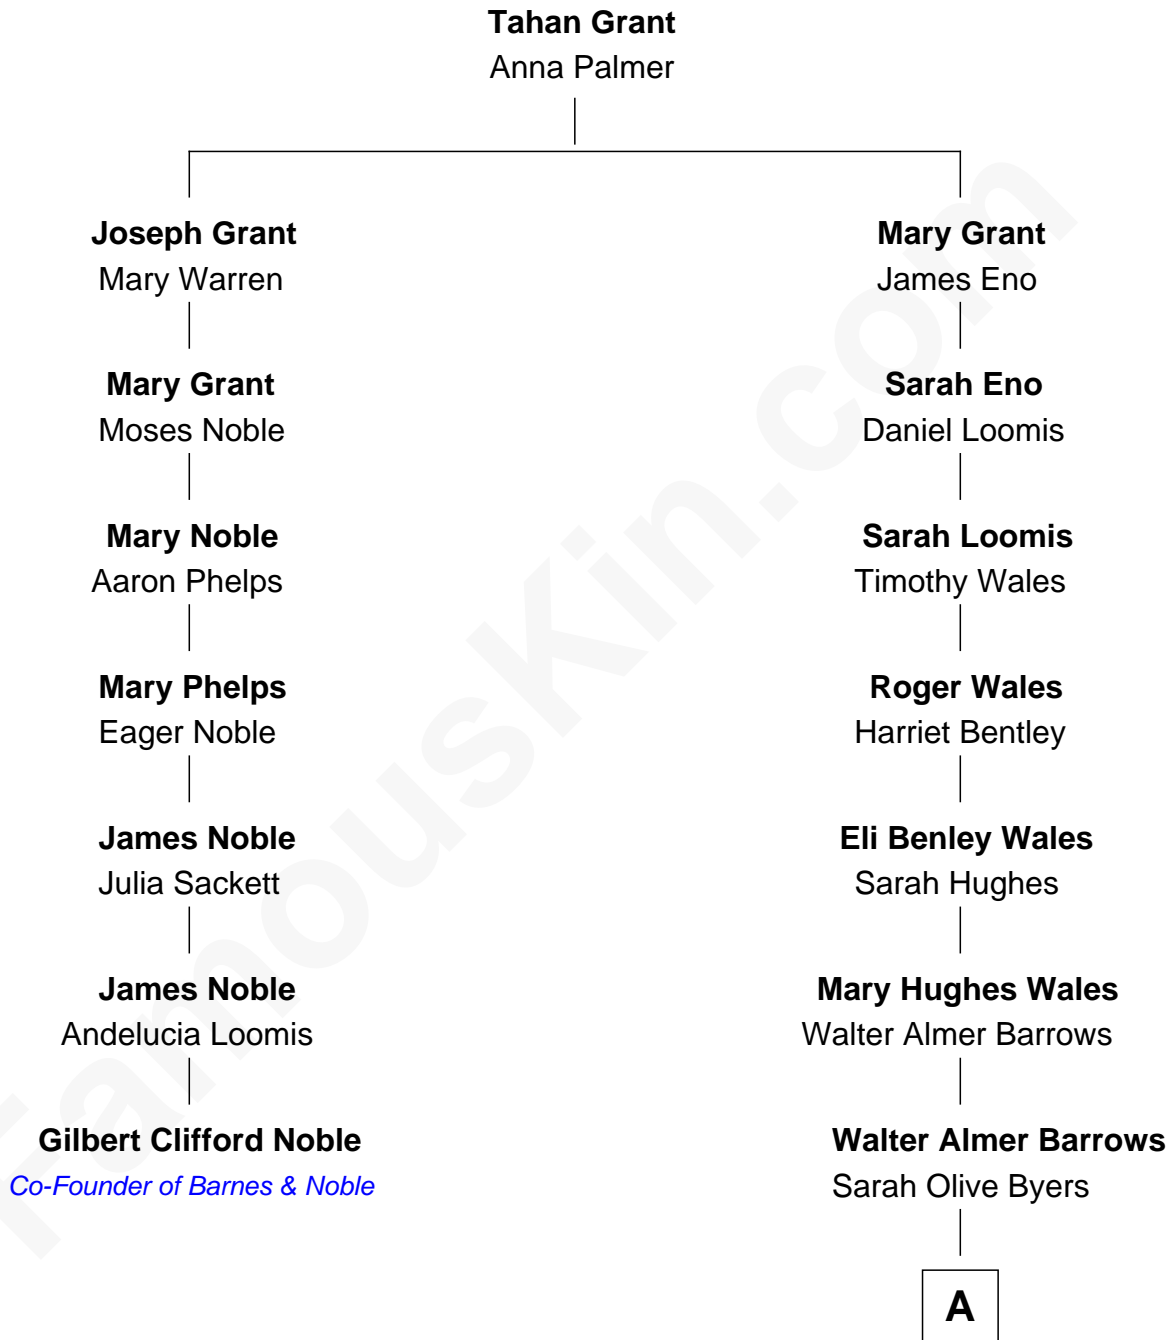 Tahan Grant
Anna Palmer
Joseph Grant
Mary Warren
Mary Grant
James Eno
Mary Grant
Moses Noble
Sarah Eno
Daniel Loomis
Mary Noble
Aaron Phelps
Sarah Loomis
Timothy Wales
Mary Phelps
Eager Noble
Roger Wales
Harriet Bentley
James Noble
Julia Sackett
Eli Benley Wales
Sarah Hughes
James Noble
Andelucia Loomis
Mary Hughes Wales
Walter Almer Barrows
Gilbert Clifford Noble
Co-Founder of Barnes & Noble
Walter Almer Barrows
Sarah Olive Byers
A
FamousKin.com